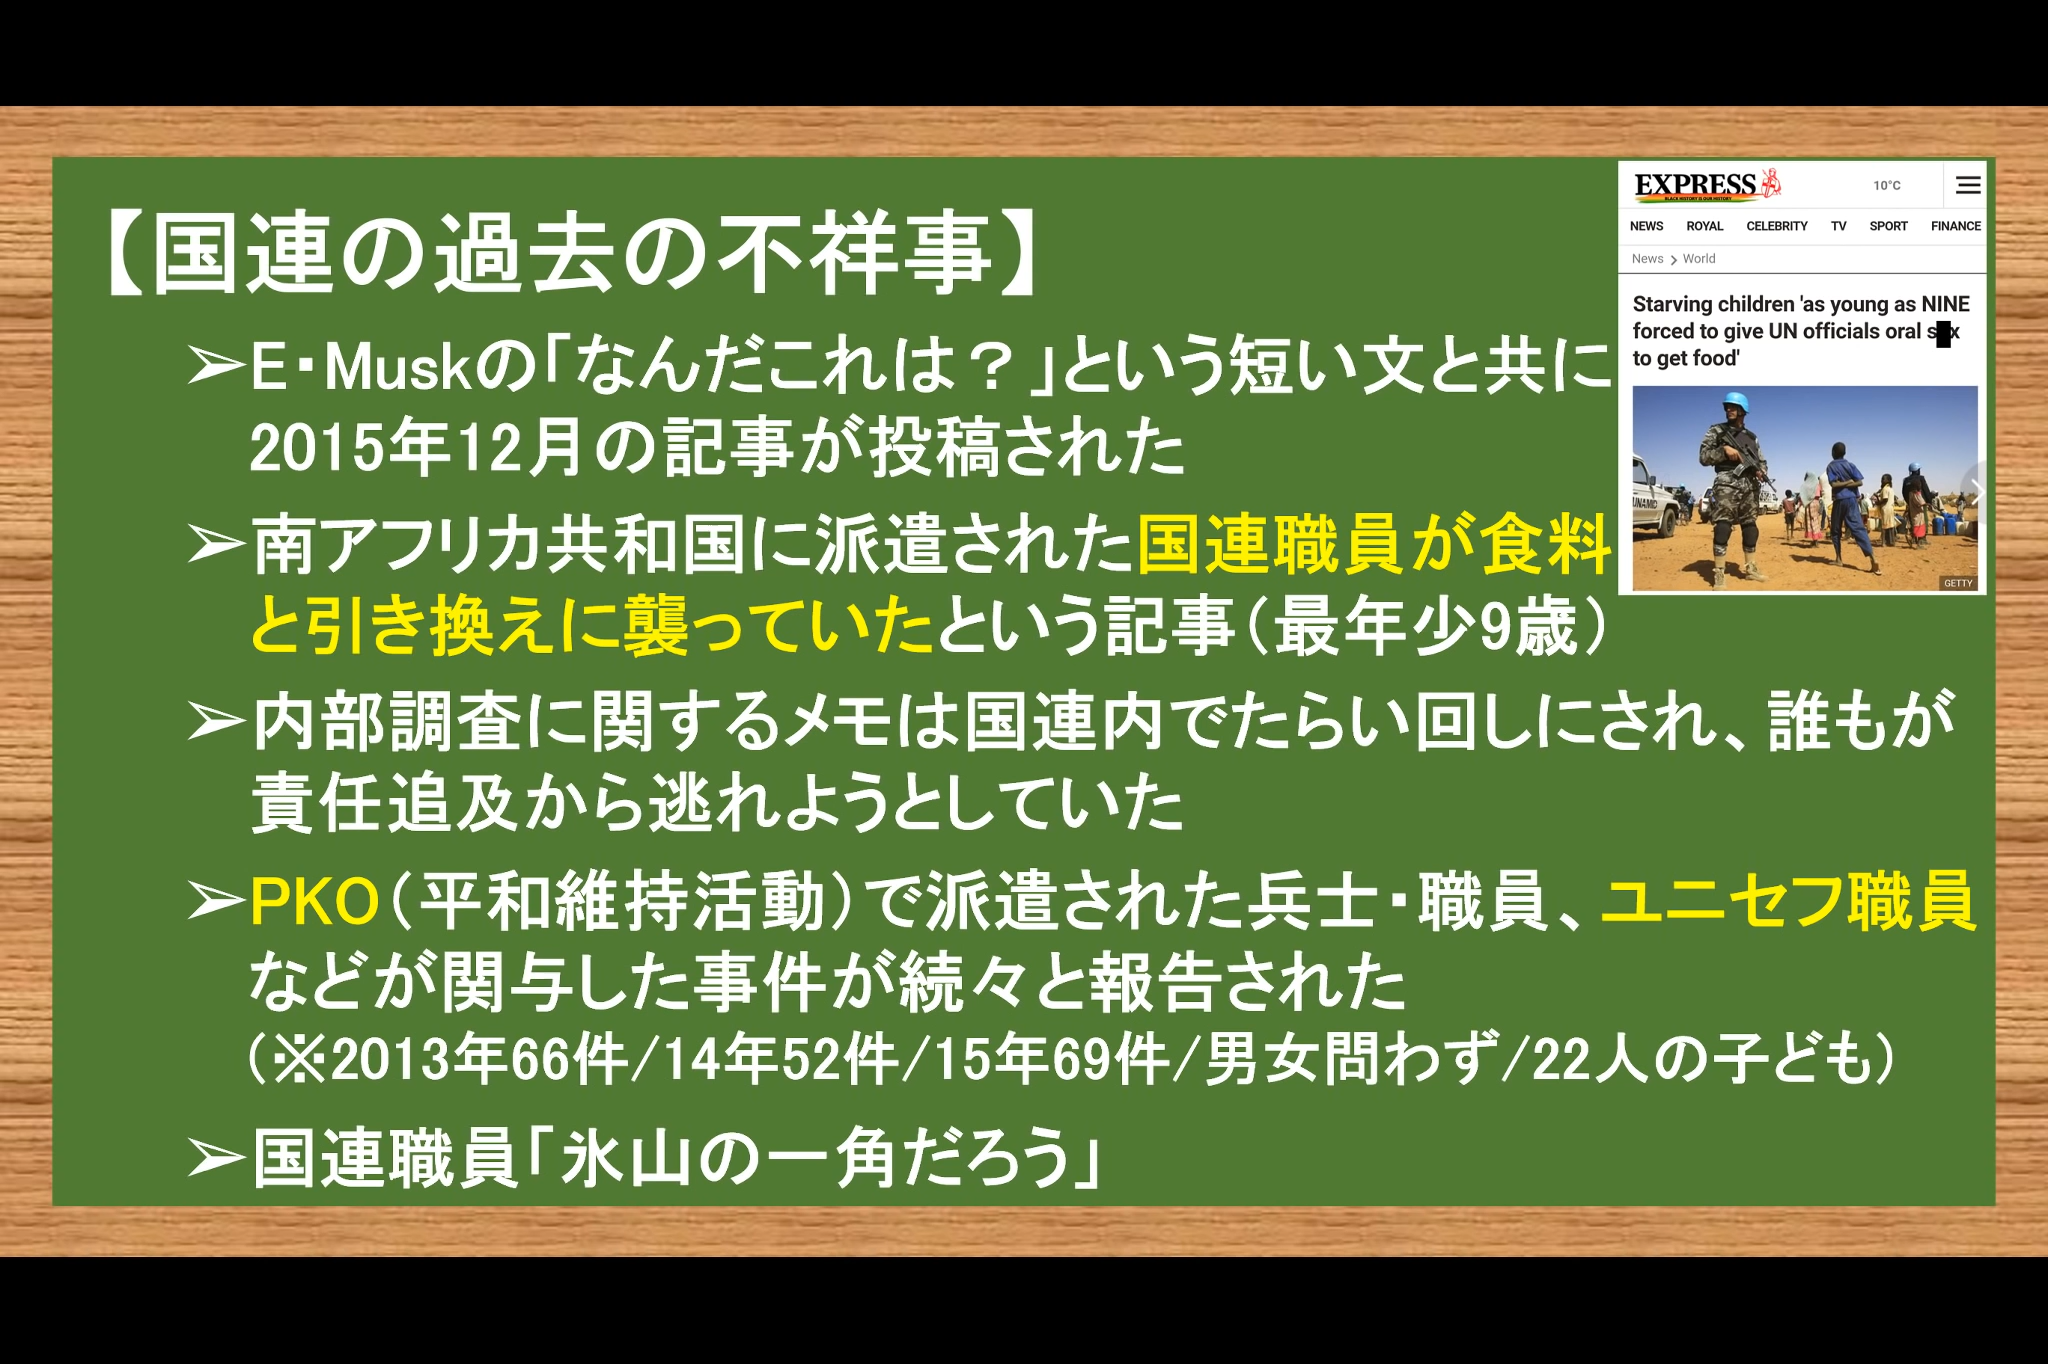 【国連の過去の不祥事】
➢E・Muskの「なんだこれは？」という短い文と共に
2015年12月の記事が投稿された
➢南アフリカ共和国に派遣された国連職員が食料
と引き換えに襲っていたという記事（最年少9歳）
➢内部調査に関するメモは国連内でたらい回しにされ、誰もが
責任追及から逃れようとしていた
➢PKO（平和維持活動）で派遣された兵士・職員、ユニセフ職員
などが関与した事件が続々と報告された
（※2013年66件/14年52件/15年69件/男女問わず/22人の子ども）
➢国連職員「氷山の一角だろう」
EXPRESS
BLACK HISTORY IS OUR HISTORY
10°C
NEWS ROYAL CELEBRITY TV SPORT FINANCE
News > World
Starving children 'as young as NINE
forced to give UN officials oral s█x
to get food'
UNAMID
GETTY